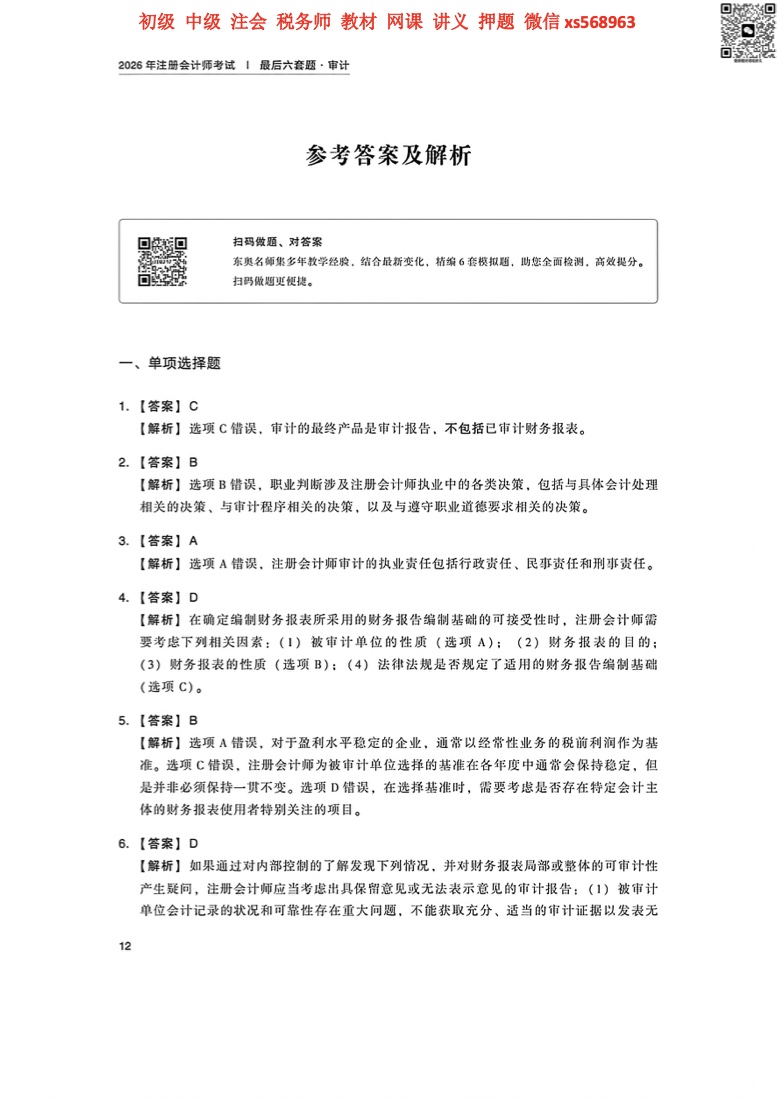 初级 中级 注会 税务师 教材 网课 讲义 押题 微信 xs568963
2026 年注册会计师考试 | 最后六套题·审计
参考答案及解析
扫码做题、对答案
东奥名师集多年教学经验，结合最新变化，精编 6 套模拟题，助您全面检测，高效提分。
扫码做题更便捷。
一、单项选择题
1. 【答案】C
【解析】选项 C 错误，审计的最终产品是审计报告，不包括已审计财务报表。
2. 【答案】B
【解析】选项 B 错误，职业判断涉及注册会计师执业中的各类决策，包括与具体会计处理
相关的决策、与审计程序相关的决策，以及与遵守职业道德要求相关的决策。
3. 【答案】A
【解析】选项 A 错误，注册会计师审计的执业责任包括行政责任、民事责任和刑事责任。
4. 【答案】D
【解析】在确定编制财务报表所采用的财务报告编制基础的可接受性时，注册会计师需
要考虑下列相关因素：（1）被审计单位的性质（选项 A）；（2）财务报表的目的；
（3）财务报表的性质（选项 B）；（4）法律法规是否规定了适用的财务报告编制基础
（选项 C）。
5. 【答案】B
【解析】选项 A 错误，对于盈利水平稳定的企业，通常以经常性业务的税前利润作为基
准。选项 C 错误，注册会计师为被审计单位选择的基准在各年度中通常会保持稳定，但
是并非必须保持一贯不变。选项 D 错误，在选择基准时，需要考虑是否存在特定会计主
体的财务报表使用者特别关注的项目。
6. 【答案】D
【解析】如果通过对内部控制的了解发现下列情况，并对财务报表局部或整体的可审计性
产生疑问，注册会计师应当考虑出具保留意见或无法表示意见的审计报告：（1）被审计
单位会计记录的状况和可靠性存在重大问题，不能获取充分、适当的审计证据以发表无
12